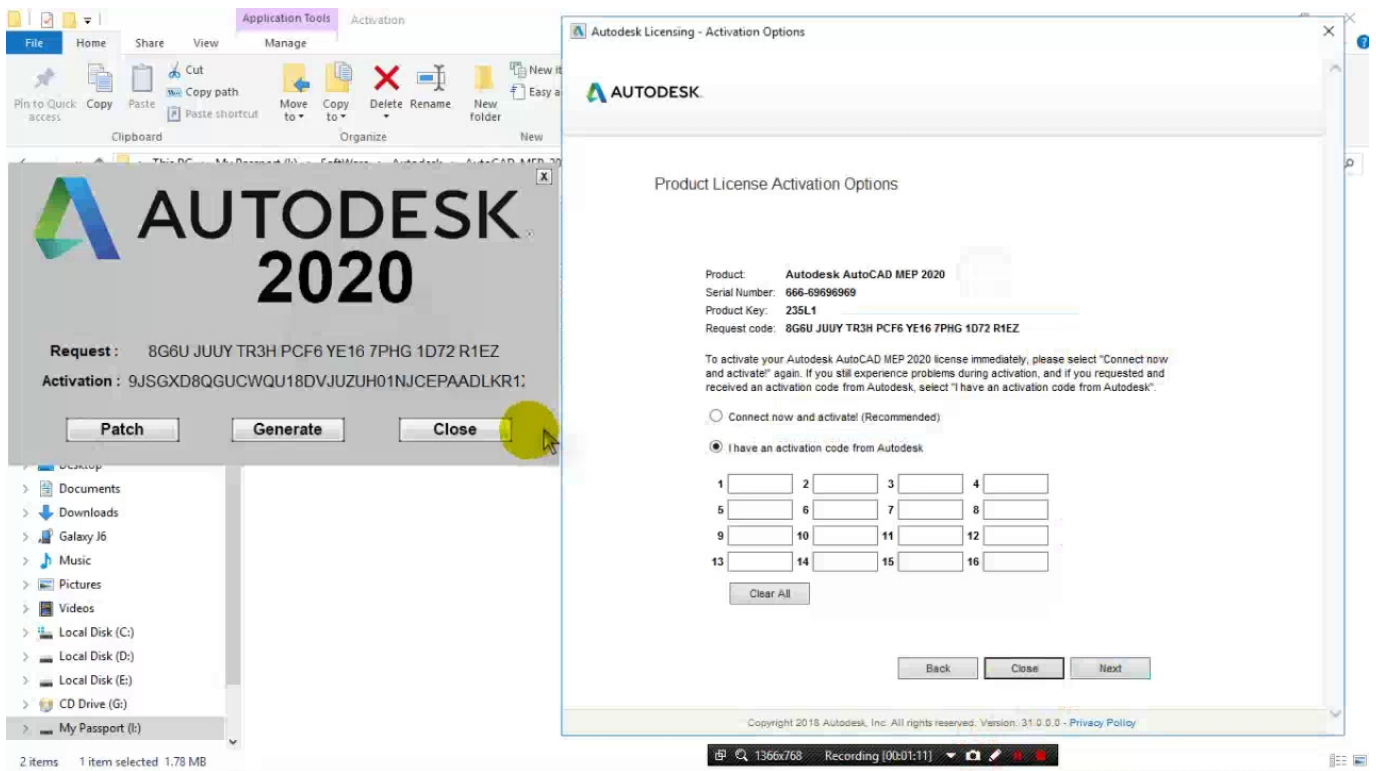 Application Tools
Activation
File
Home
Share
View
Manage
Pin to Quick access
Copy
Paste
Cut
Copy path
Paste shortcut
Move to
Copy to
Delete
Rename
New folder
New it
Easy a
Clipboard
Organize
New
AUTODESK
2020
Request : 8G6U JUUY TR3H PCF6 YE16 7PHG 1D72 R1EZ
Activation : 9JSGXD8QGUCWQU18DVJUZUH01NJCEPAADLKR1
Patch
Generate
Close
Desktop
Documents
Downloads
Galaxy J6
Music
Pictures
Videos
Local Disk (C:)
Local Disk (D:)
Local Disk (E:)
CD Drive (G:)
My Passport (I:)
2 items 1 item selected 1.78 MB
Autodesk Licensing - Activation Options
AUTODESK.
Product License Activation Options
Product: Autodesk AutoCAD MEP 2020
Serial Number: 666-69696969
Product Key: 235L1
Request code: 8G6U JUUY TR3H PCF6 YE16 7PHG 1D72 R1EZ
To activate your Autodesk AutoCAD MEP 2020 license immediately, please select "Connect now
and activate!" again. If you still experience problems during activation, and if you requested and
received an activation code from Autodesk, select "I have an activation code from Autodesk".
Connect now and activate! (Recommended)
I have an activation code from Autodesk
1 2 3 4
5 6 7 8
9 10 11 12
13 14 15 16
Clear All
Back
Close
Next
Copyright 2018 Autodesk, Inc. All rights reserved. Version: 31.0.0.0 - Privacy Policy
1366x768 Recording [00:01:11]